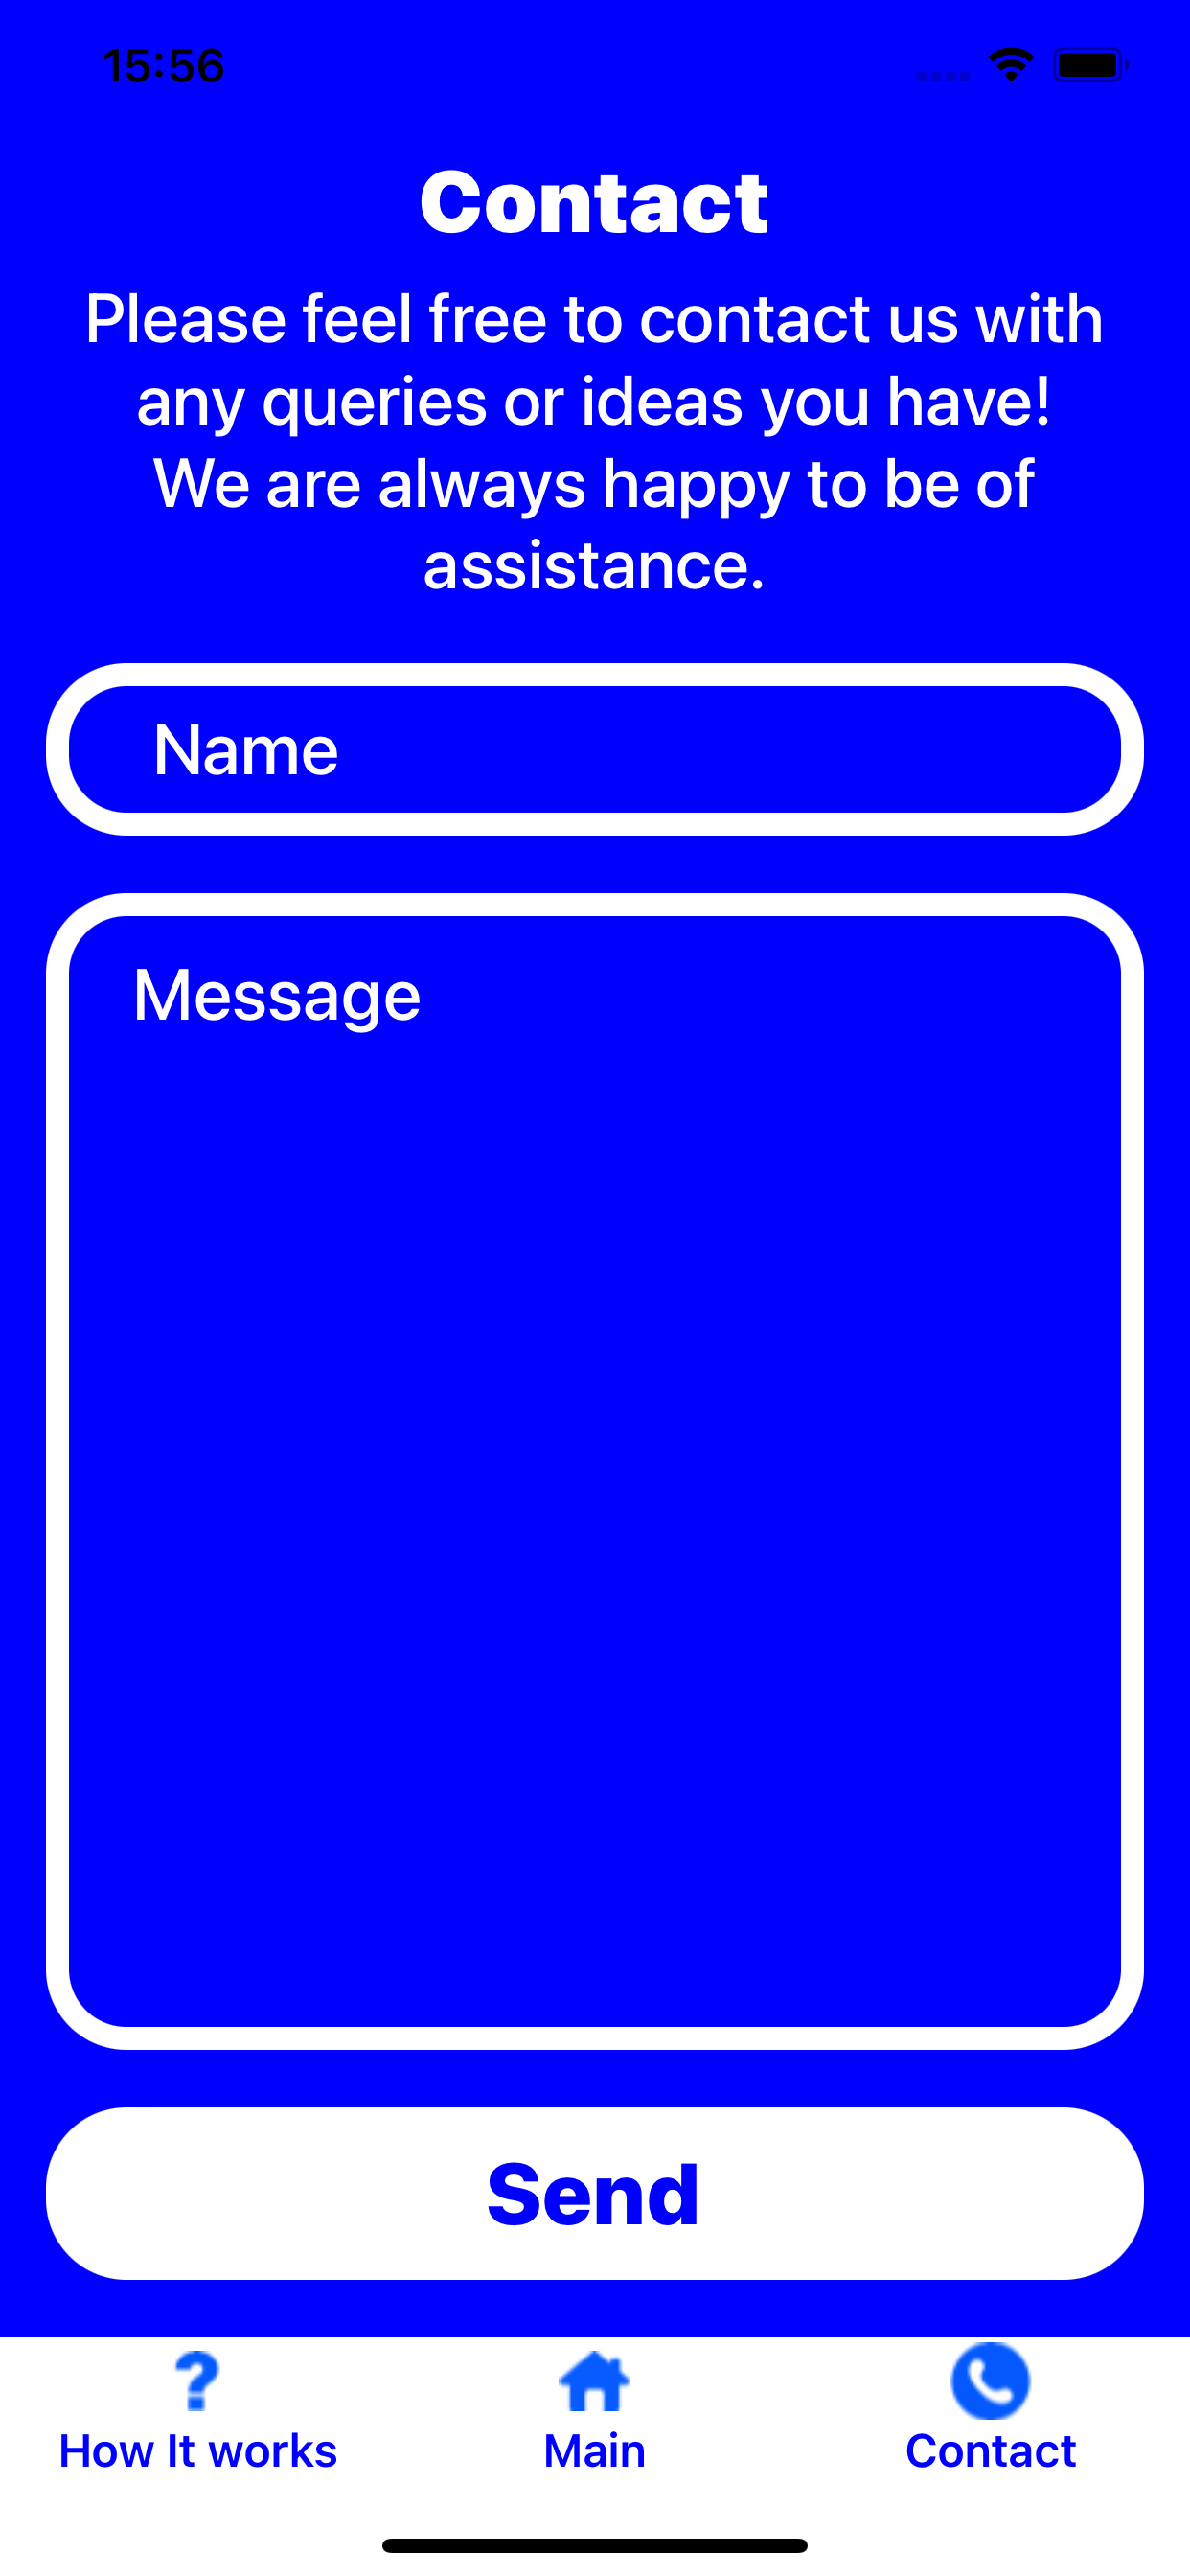 15:56
Contact
Please feel free to contact us with
any queries or ideas you have!
We are always happy to be of
assistance.
Name
Message
Send
How It works
Main
Contact